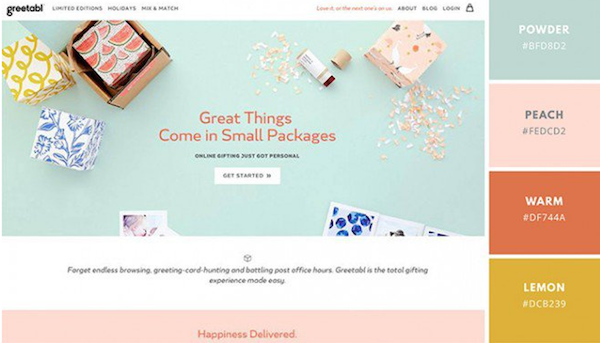 greetabl
LIMITED EDITIONS HOLIDAYS MIX & MATCH
Love it, or the next one's on us.
ABOUT BLOG LOGIN
Great Things
Come in Small Packages
ONLINE GIFTING JUST GOT PERSONAL
GET STARTED »
Forget endless browsing, greeting-card-hunting and battling post office hours. Greetabl is the total gifting
experience made easy.
Happiness Delivered.
POWDER
#BFD8D2
PEACH
#FEDCD2
WARM
#DF744A
LEMON
#DCB239